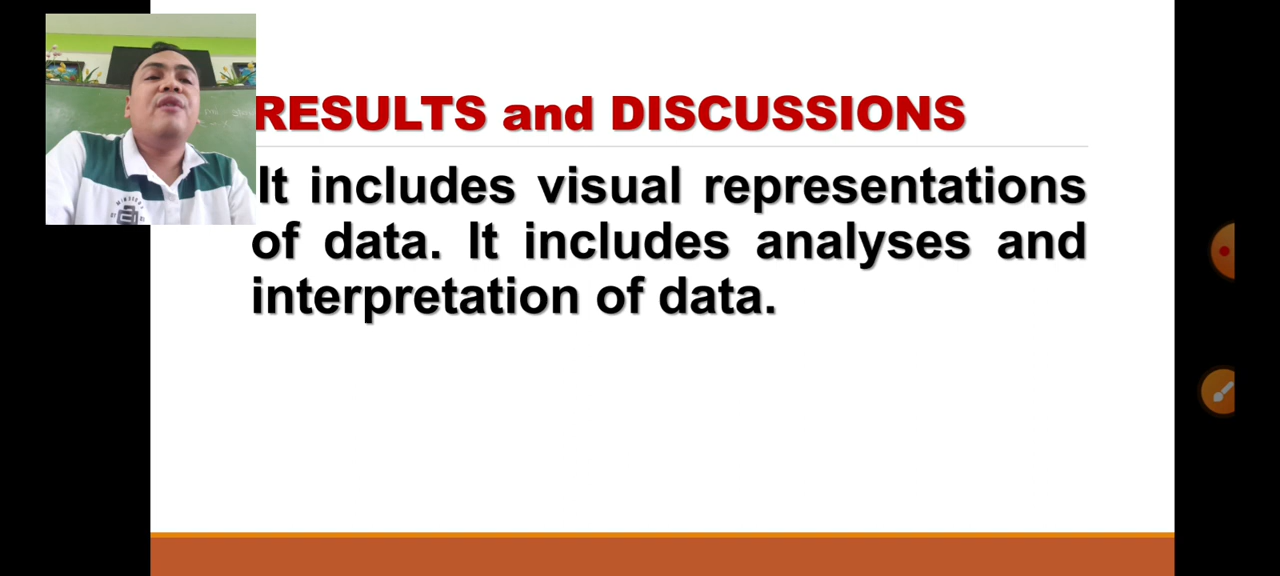 RESULTS and DISCUSSIONS
It includes visual representations
of data. It includes analyses and
interpretation of data.